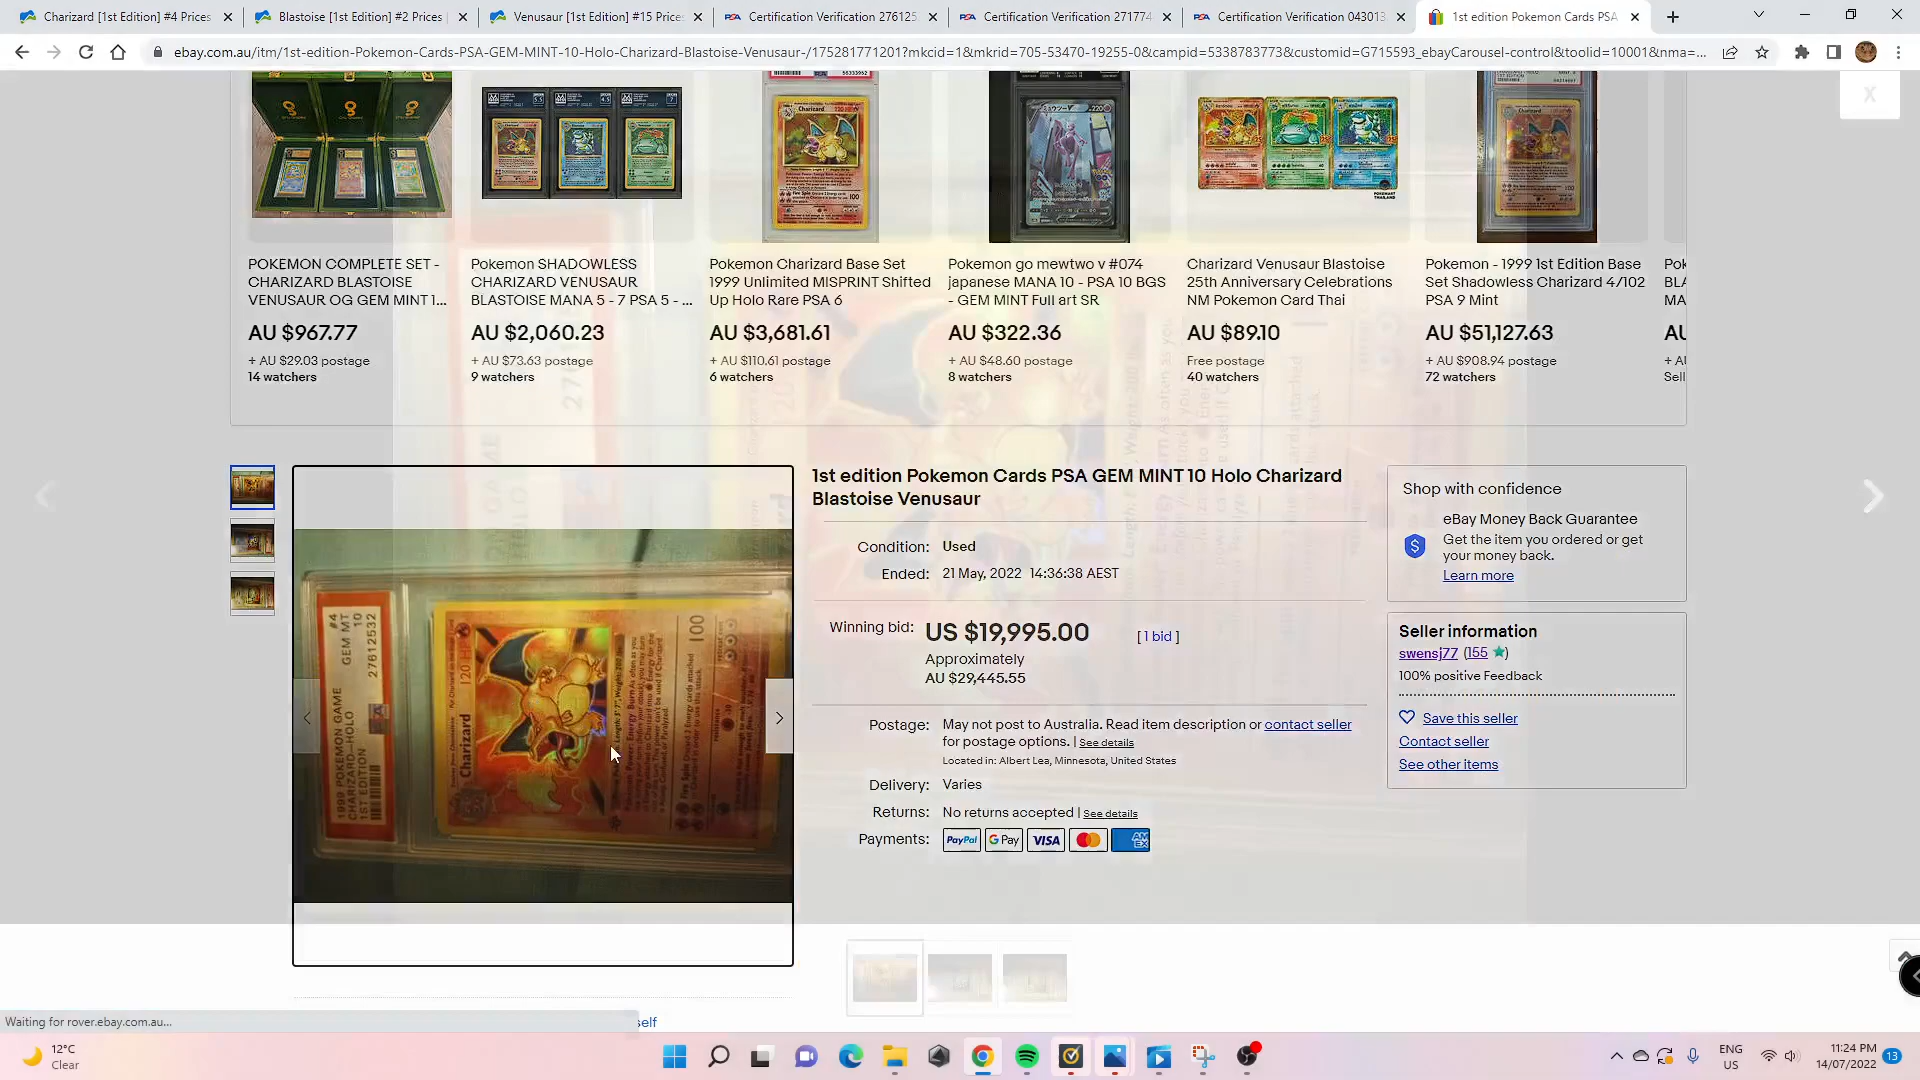 Charizard [1st Edition] #4 Prices
Blastoise [1st Edition] #2 Prices
Venusaur [1st Edition] #15 Price
Certification Verification 276125
Certification Verification 271774
Certification Verification 043013
1st edition Pokemon Cards PSA
ebay.com.au/itm/1st-edition-Pokemon-Cards-PSA-GEM-MINT-10-Holo-Charizard-Blastoise-Venusaur-/175281771201?mkcid=1&mkrid=705-53470-19255-0&campid=5338783773&customid=G715593_ebayCarousel-control&toolid=10001&nma=...
X
POKEMON COMPLETE SET -
CHARIZARD BLASTOISE
VENUSAUR OG GEM MINT 1...
AU $967.77
+ AU $29.03 postage
14 watchers
Pokemon SHADOWLESS
CHARIZARD VENUSAUR
BLASTOISE MANA 5 - 7 PSA 5 - ...
AU $2,060.23
+ AU $73.63 postage
9 watchers
Pokemon Charizard Base Set
1999 Unlimited MISPRINT Shifted
Up Holo Rare PSA 6
AU $3,681.61
+ AU $110.61 postage
6 watchers
Pokemon go mewtwo v #074
japanese MANA 10 - PSA 10 BGS
- GEM MINT Full art SR
AU $322.36
+ AU $48.60 postage
8 watchers
Charizard Venusaur Blastoise
25th Anniversary Celebrations
NM Pokemon Card Thai
AU $89.10
Free postage
40 watchers
Pokemon - 1999 1st Edition Base
Set Shadowless Charizard 4/102
PSA 9 Mint
AU $51,127.63
+ AU $908.94 postage
72 watchers
1999 POKEMON GAME #4
CHARIZARD-HOLO GEM MT
1ST EDITION 10
27612532
Charizard 120 HP
100
1st edition Pokemon Cards PSA GEM MINT 10 Holo Charizard
Blastoise Venusaur
Condition: Used
Ended: 21 May, 2022 14:36:38 AEST
Winning bid: US $19,995.00 [ 1 bid ]
Approximately
AU $29,445.55
Postage: May not post to Australia. Read item description or contact seller
for postage options. | See details
Located in: Albert Lea, Minnesota, United States
Delivery: Varies
Returns: No returns accepted | See details
Payments: PayPal G Pay VISA AMEX
Shop with confidence
eBay Money Back Guarantee
Get the item you ordered or get
your money back.
Learn more
Seller information
swensj77 (155)
100% positive Feedback
Save this seller
Contact seller
See other items
Waiting for rover.ebay.com.au...
self
12°C
Clear
ENG
US
11:24 PM
14/07/2022
13